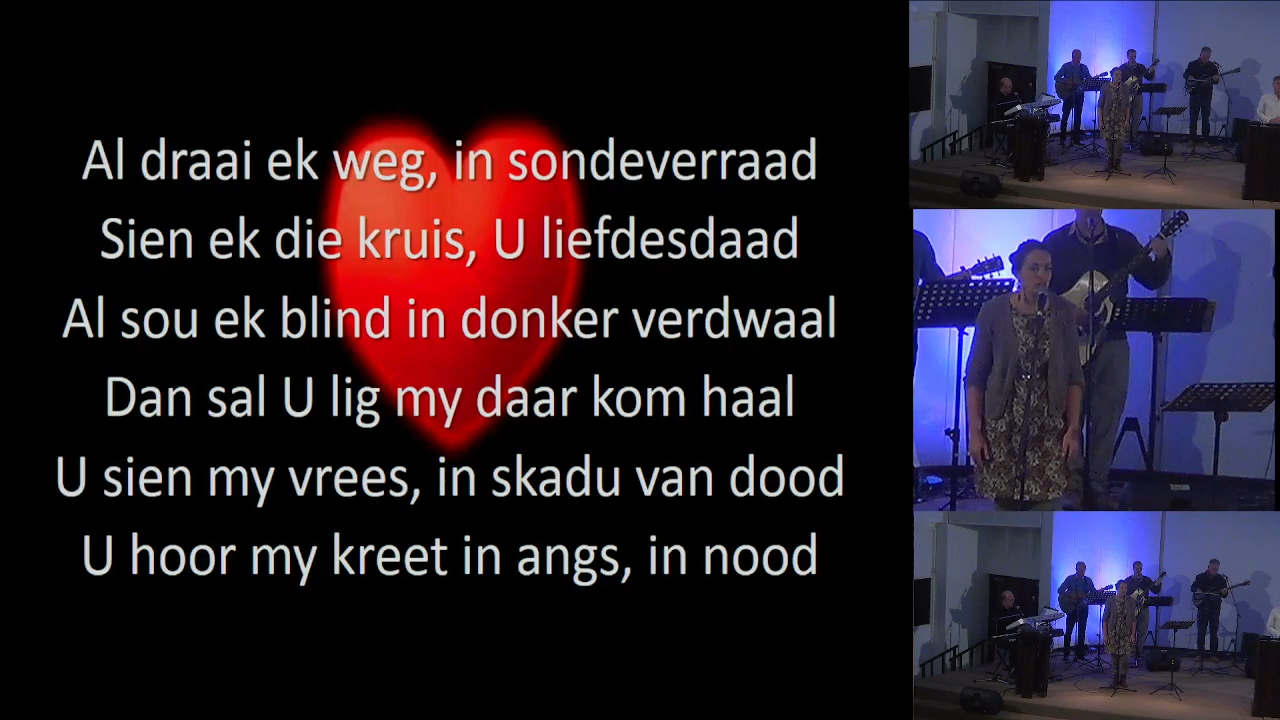 Al draai ek weg, in sondeverraad
Sien ek die kruis, U liefdesdaad
Al sou ek blind in donker verdwaal
Dan sal U lig my daar kom haal
U sien my vrees, in skadu van dood
U hoor my kreet in angs, in nood